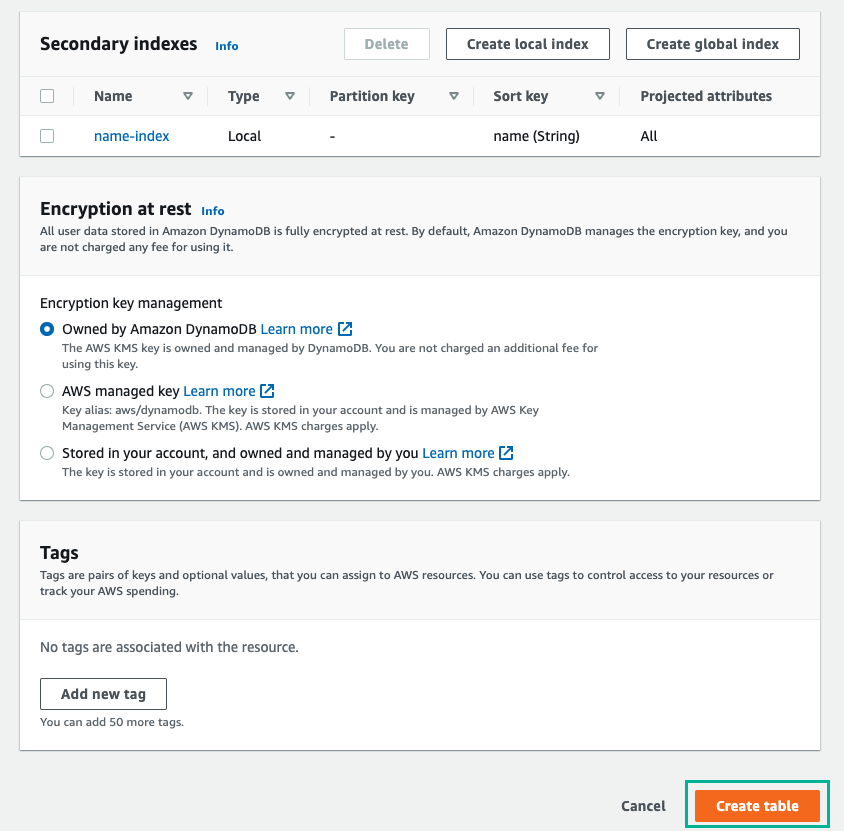 Secondary indexes Info Delete Create local index Create global index
Name Type Partition key Sort key Projected attributes
name-index Local - name (String) All
Encryption at rest Info
All user data stored in Amazon DynamoDB is fully encrypted at rest. By default, Amazon DynamoDB manages the encryption key, and you
are not charged any fee for using it.
Encryption key management
Owned by Amazon DynamoDB Learn more
The AWS KMS key is owned and managed by DynamoDB. You are not charged an additional fee for
using this key.
AWS managed key Learn more
Key alias: aws/dynamodb. The key is stored in your account and is managed by AWS Key
Management Service (AWS KMS). AWS KMS charges apply.
Stored in your account, and owned and managed by you Learn more
The key is stored in your account and is owned and managed by you. AWS KMS charges apply.
Tags
Tags are pairs of keys and optional values, that you can assign to AWS resources. You can use tags to control access to your resources or
track your AWS spending.
No tags are associated with the resource.
Add new tag
You can add 50 more tags.
Cancel Create table